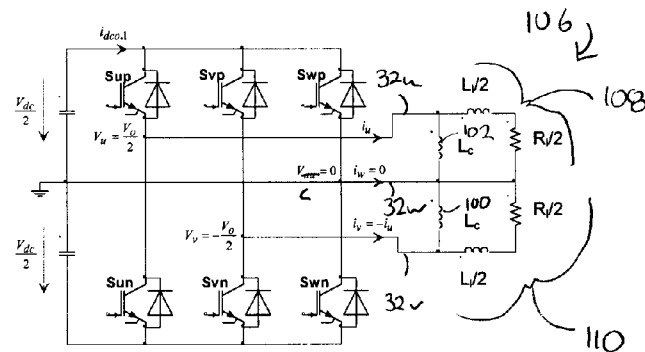 106
i_dco.1
Sup Svp Swp
32u
L_l/2
108
V_dc/2
V_u = V_o/2
i_u
102
L_c
R_l/2
=0
i_w=0
32w
100
L_c
R_l/2
V_v = -V_o/2
i_v=-i_u
V_dc/2
Sun Svn Swn
32v
L_l/2
110